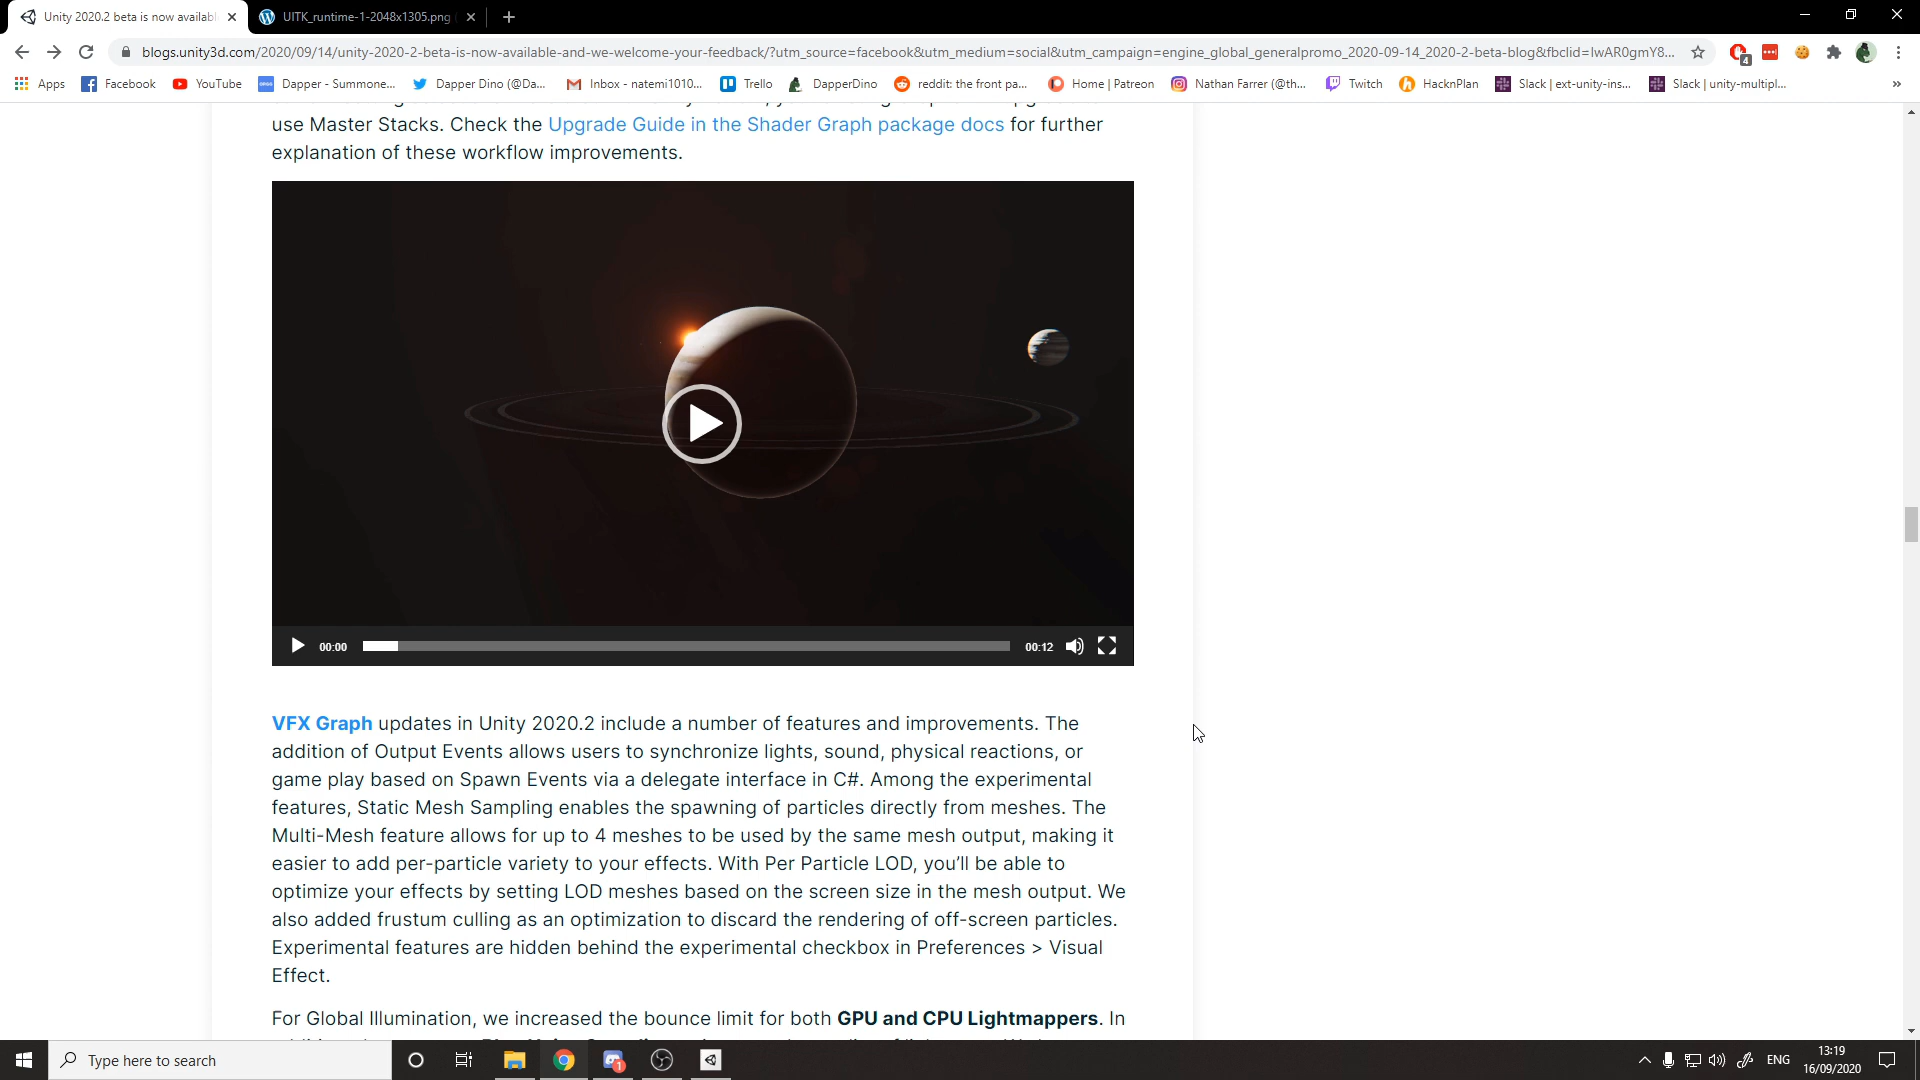 Unity 2020.2 beta is now availabl
UITK_runtime-1-2048x1305.png
blogs.unity3d.com/2020/09/14/unity-2020-2-beta-is-now-available-and-we-welcome-your-feedback/?utm_source=facebook&utm_medium=social&utm_campaign=engine_global_generalpromo_2020-09-14_2020-2-beta-blog&fbclid=IwAR0gmY8...
4
Apps Facebook YouTube Dapper - Summone... Dapper Dino (@Da... Inbox - natemi1010... Trello DapperDino reddit: the front pa... Home | Patreon Nathan Farrer (@th... Twitch HacknPlan Slack | ext-unity-ins... Slack | unity-multipl... »
use Master Stacks. Check the Upgrade Guide in the Shader Graph package docs for further
explanation of these workflow improvements.
00:00 00:12
VFX Graph updates in Unity 2020.2 include a number of features and improvements. The
addition of Output Events allows users to synchronize lights, sound, physical reactions, or
game play based on Spawn Events via a delegate interface in C#. Among the experimental
features, Static Mesh Sampling enables the spawning of particles directly from meshes. The
Multi-Mesh feature allows for up to 4 meshes to be used by the same mesh output, making it
easier to add per-particle variety to your effects. With Per Particle LOD, you’ll be able to
optimize your effects by setting LOD meshes based on the screen size in the mesh output. We
also added frustum culling as an optimization to discard the rendering of off-screen particles.
Experimental features are hidden behind the experimental checkbox in Preferences > Visual
Effect.
For Global Illumination, we increased the bounce limit for both GPU and CPU Lightmappers. In
Type here to search
1
ENG
13:19
16/09/2020